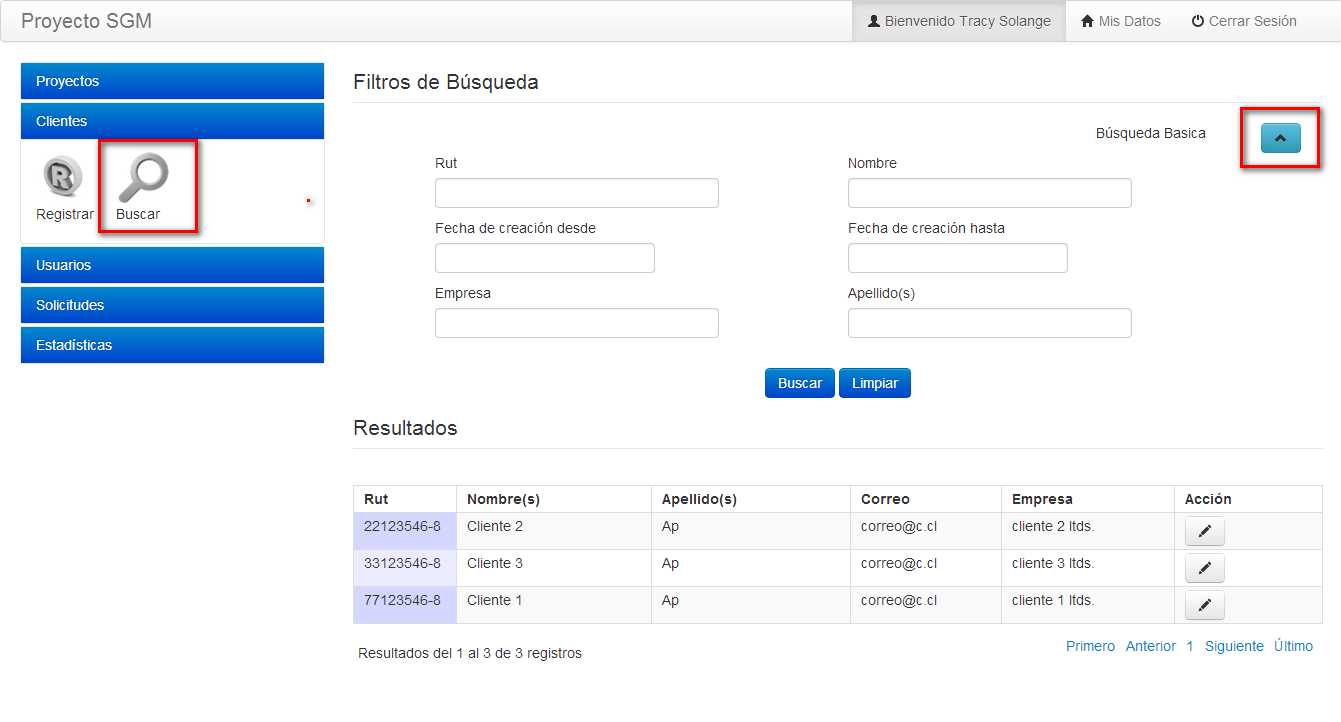 Proyecto SGM
Bienvenido Tracy Solange
Mis Datos
Cerrar Sesión
Proyectos
Clientes
Registrar
Buscar
Usuarios
Solicitudes
Estadísticas
Filtros de Búsqueda
Búsqueda Basica
Rut
Nombre
Fecha de creación desde
Fecha de creación hasta
Empresa
Apellido(s)
Buscar
Limpiar
Resultados
Rut Nombre(s) Apellido(s) Correo Empresa Acción
22123546-8 Cliente 2 Ap correo@c.cl cliente 2 ltds.
33123546-8 Cliente 3 Ap correo@c.cl cliente 3 ltds.
77123546-8 Cliente 1 Ap correo@c.cl cliente 1 ltds.
Resultados del 1 al 3 de 3 registros
Primero Anterior 1 Siguiente Último